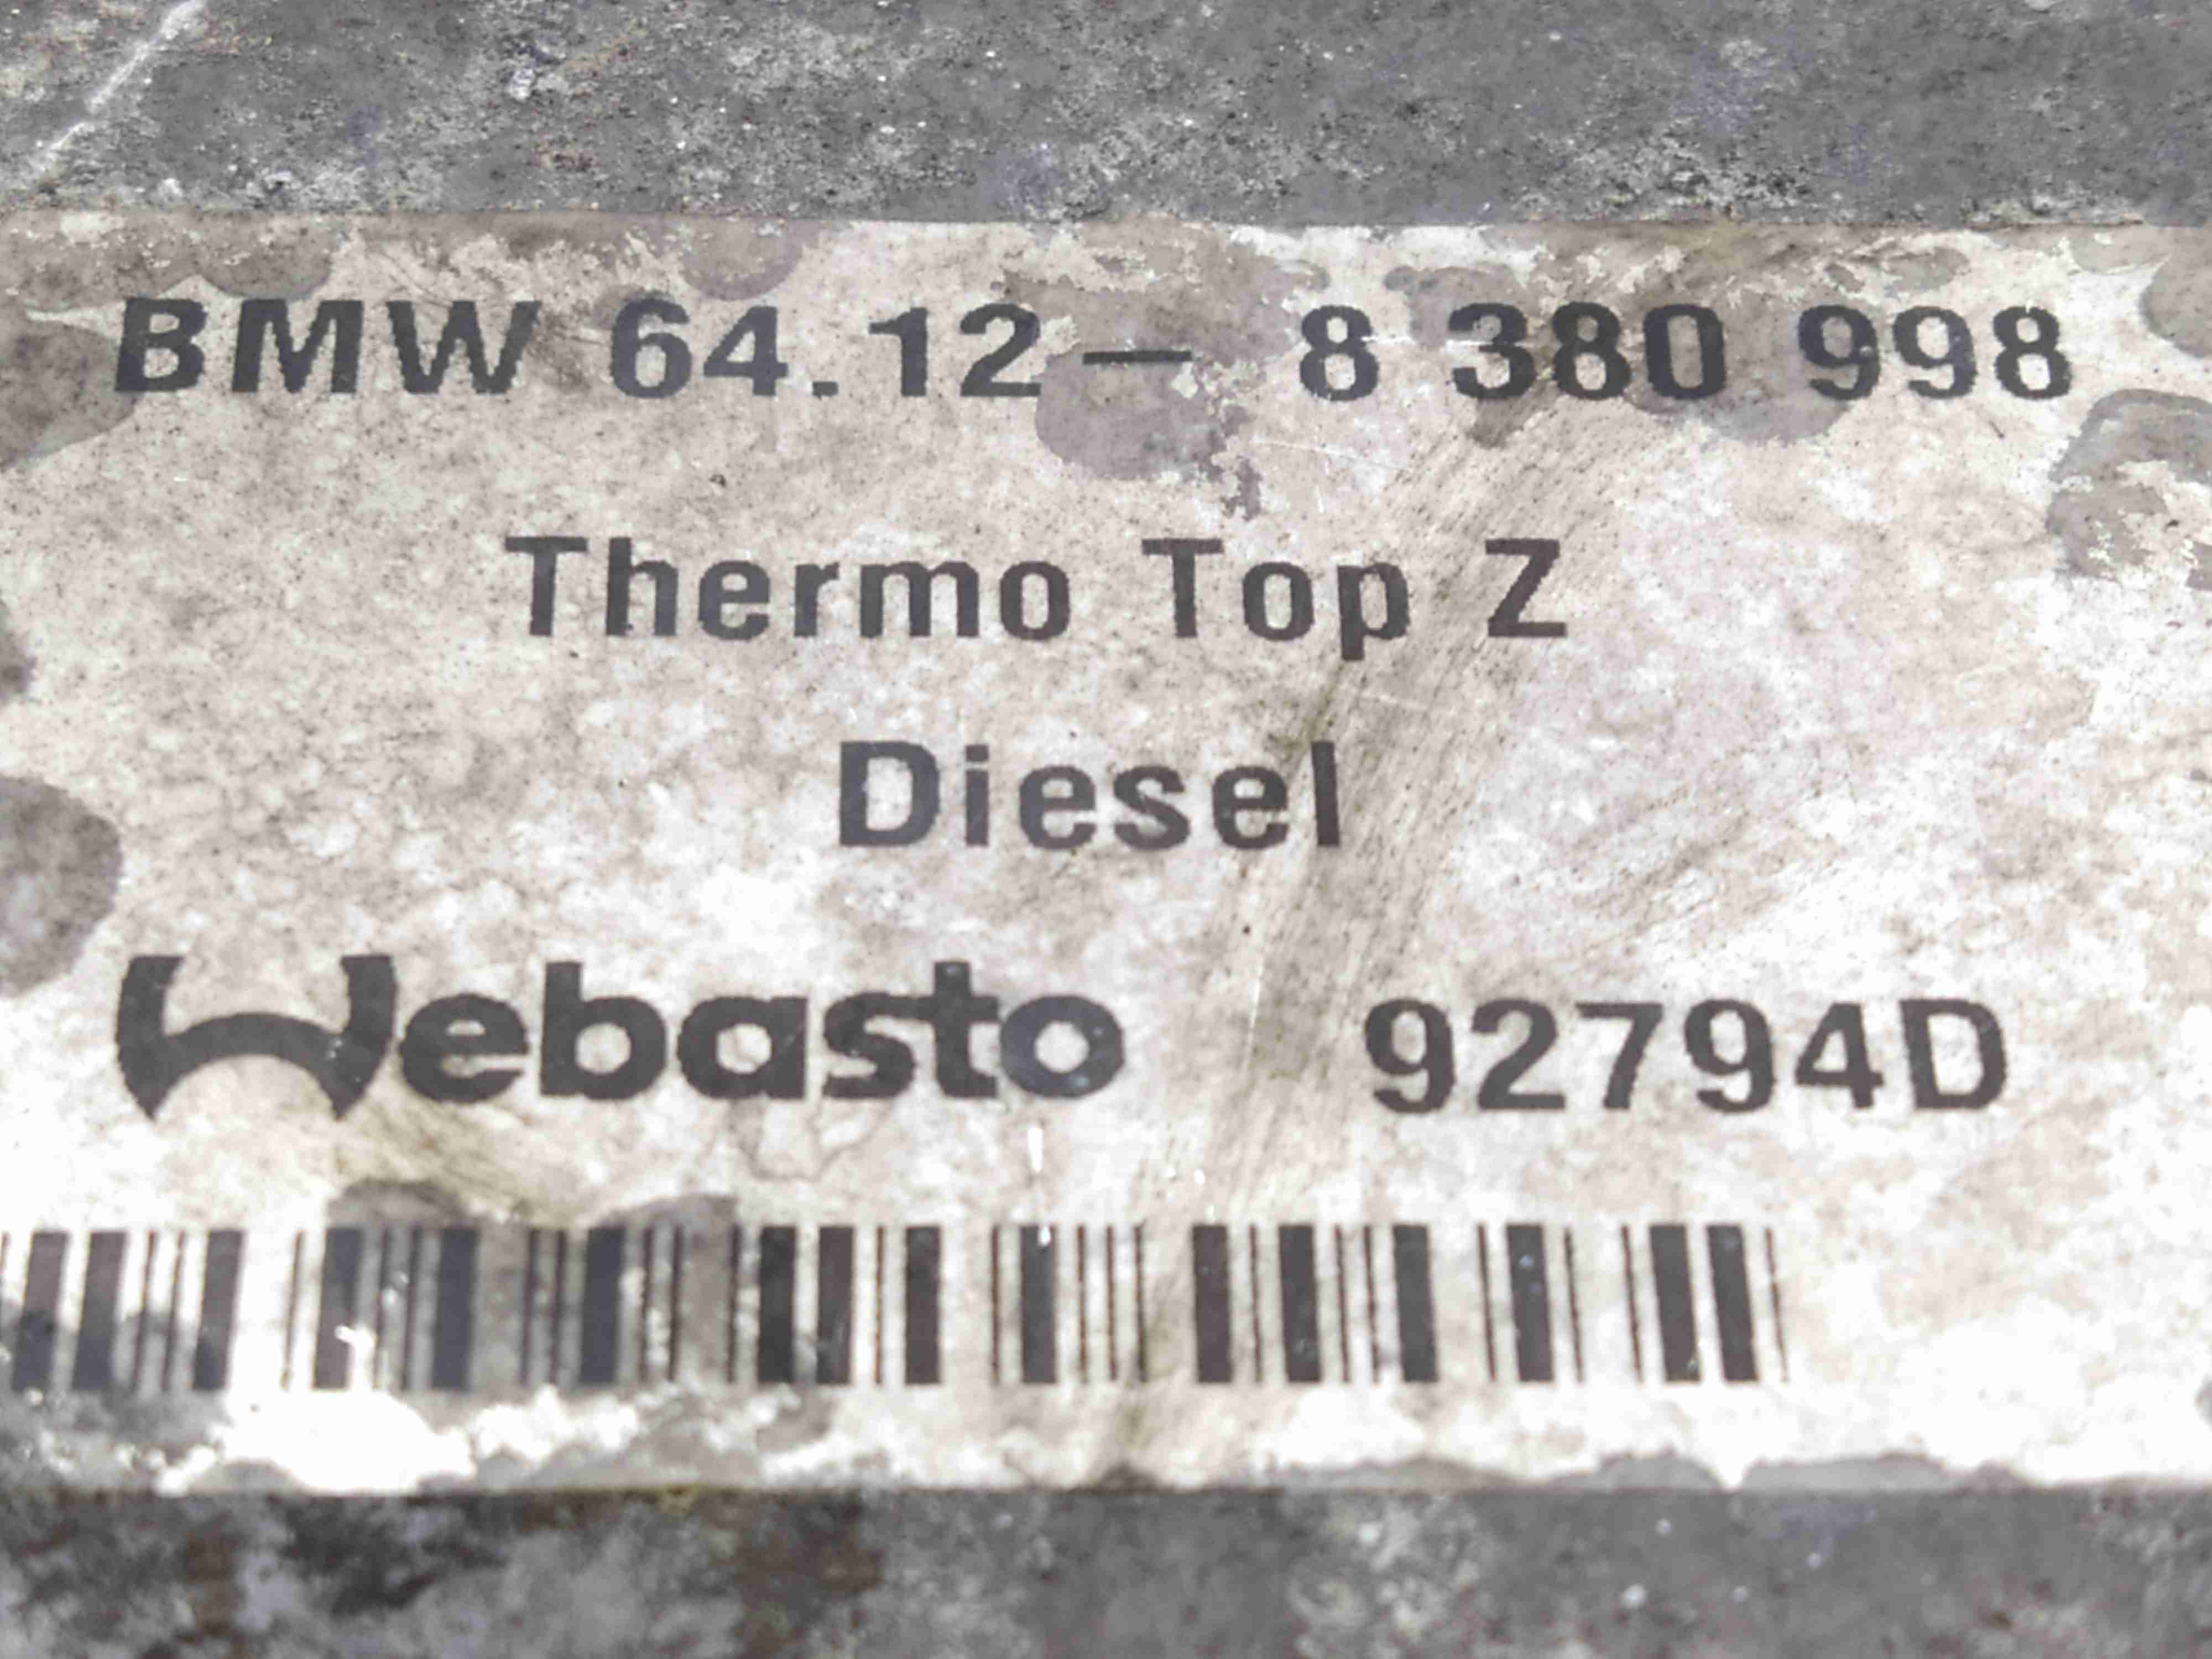 BMW 64.12 - 8 380 998
Thermo Top Z
Diesel
Webasto 92794D